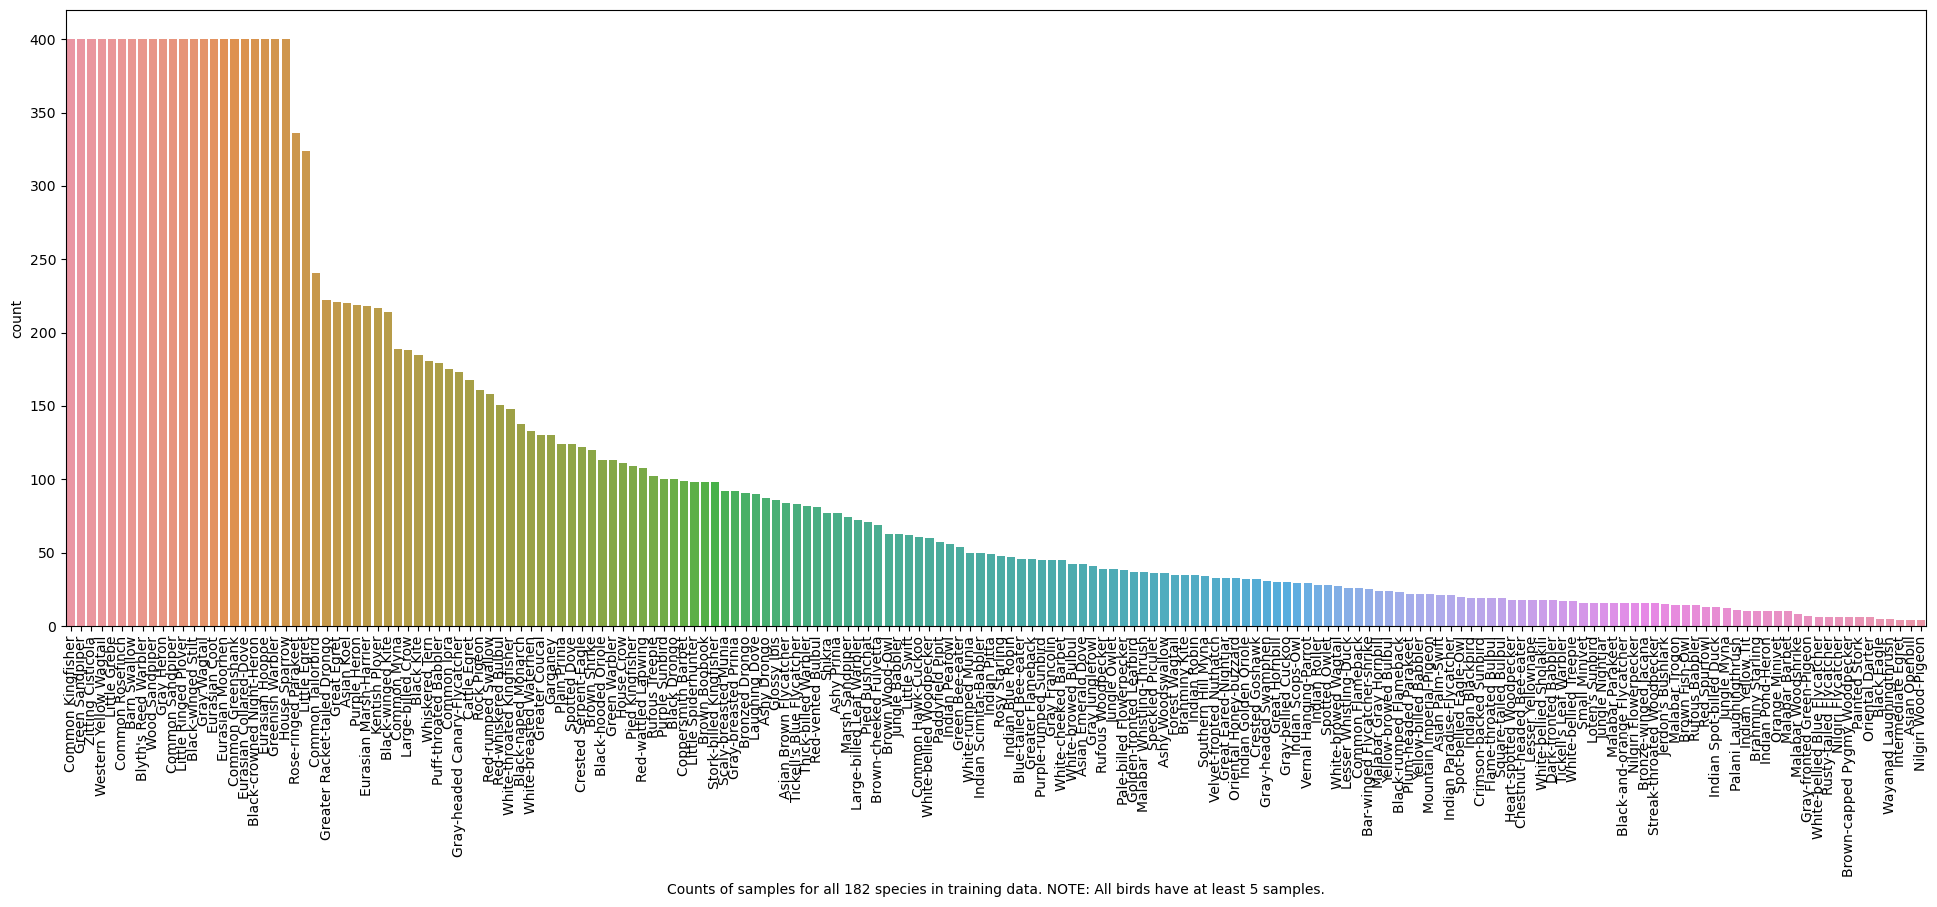 400
350
300
250
200
150
100
50
0
count
Common Kingfisher
Green Sandpiper
Zitting Cisticola
Western Yellow Wagtail
Little Grebe
Common Rosefinch
Barn Swallow
Blyth's Reed Warbler
Wood Sandpiper
Gray Heron
Common Sandpiper
Little Ringed Plover
Black-winged Stilt
Gray Wagtail
Eurasian Coot
Eurasian Moorhen
Common Greenshank
Eurasian Collared-Dove
Black-crowned Night-Heron
Eurasian Hoopoe
Greenish Warbler
House Sparrow
Rose-ringed Parakeet
Little Egret
Common Tailorbird
Greater Racket-tailed Drongo
Great Egret
Asian Koel
Purple Heron
Eurasian Marsh Harrier
Kentish Plover
Black-winged Kite
Common Myna
Large-billed Crow
Black Kite
Whiskered Tern
Puff-throated Babbler
Common Iora
Gray-headed Canary-Flycatcher
Cattle Egret
Rock Pigeon
Red-rumped Swallow
Red-whiskered Bulbul
White-throated Kingfisher
Black-naped Monarch
White-breasted Waterhen
Greater Coucal
Garganey
Plain Prinia
Spotted Dove
Crested Serpent-Eagle
Brown Shrike
Black-hooded Oriole
Green Warbler
House Crow
Pied Kingfisher
Red-wattled Lapwing
Rufous Treepie
Purple Sunbird
Black Drongo
Coppersmith Barbet
Little Spiderhunter
Brown Boobook
Stork-billed Kingfisher
Scaly-breasted Munia
Gray-breasted Prinia
Bronzed Drongo
Laughing Dove
Ashy Drongo
Glossy Ibis
Asian Brown Flycatcher
Tickell's Blue Flycatcher
Thick-billed Warbler
Red-vented Bulbul
Shikra
Ashy Prinia
Marsh Sandpiper
Large-billed Leaf Warbler
Pied Bushchat
Brown-cheeked Fulvetta
Brown Wood-Owl
Jungle Babbler
Little Swift
Common Hawk-Cuckoo
White-bellied Woodpecker
Paddyfield Pipit
Indian Peafowl
Green Bee-eater
White-rumped Munia
Indian Scimitar-Babbler
Indian Pitta
Rosy Starling
Indian Blue Robin
Blue-tailed Bee-eater
Greater Flameback
Purple-rumped Sunbird
Gray Francolin
White-cheeked Barbet
White-browed Bulbul
Asian Emerald Dove
Gray Junglefowl
Rufous Woodpecker
Jungle Owlet
Pale-billed Flowerpecker
Golden-fronted Leafbird
Malabar Whistling-Thrush
Speckled Piculet
Ashy Woodswallow
Forest Wagtail
Brahminy Kite
Indian Robin
Southern Hill Myna
Velvet-fronted Nuthatch
Great Eared-Nightjar
Oriental Honey-buzzard
Indian Golden Oriole
Crested Goshawk
Gray-headed Swamphen
Great Hornbill
Gray-bellied Cuckoo
Indian Scops-Owl
Vernal Hanging-Parrot
Indian Roller
Spotted Owlet
White-browed Wagtail
Lesser Whistling-Duck
Common Flameback
Bar-winged Flycatcher-shrike
Malabar Gray Hornbill
Yellow-browed Bulbul
Black-rumped Flameback
Plum-headed Parakeet
Yellow-billed Babbler
Mountain Imperial-Pigeon
Asian Palm-Swift
Indian Paradise-Flycatcher
Spot-bellied Eagle-Owl
Indian Blackbird
Crimson-backed Sunbird
Flame-throated Bulbul
Square-tailed Bulbul
Heart-spotted Woodpecker
Chestnut-headed Bee-eater
Lesser Yellownape
White-bellied Sholakili
Dark-fronted Babbler
Tickell's Leaf Warbler
White-bellied Treepie
Small Minivet
Loten's Sunbird
Jungle Nightjar
Malabar Parakeet
Black-and-orange Flycatcher
Nilgiri Flowerpecker
Bronze-winged Jacana
Streak-throated Woodpecker
Jerdon's Bushlark
Malabar Trogon
Brown Fish-Owl
Rufous Babbler
Red Spurfowl
Indian Spot-billed Duck
Jungle Myna
Palani Laughingthrush
Indian Yellow Tit
Brahminy Starling
Indian Pond-Heron
Orange Minivet
Malabar Barbet
Malabar Woodshrike
Gray-fronted Green-Pigeon
White-bellied Blue Flycatcher
Rusty-tailed Flycatcher
Nilgiri Flycatcher
Brown-capped Pygmy Woodpecker
Painted Stork
Oriental Darter
Black Eagle
Wayanad Laughingthrush
Intermediate Egret
Asian Openbill
Nilgiri Wood-Pigeon
Counts of samples for all 182 species in training data. NOTE: All birds have at least 5 samples.